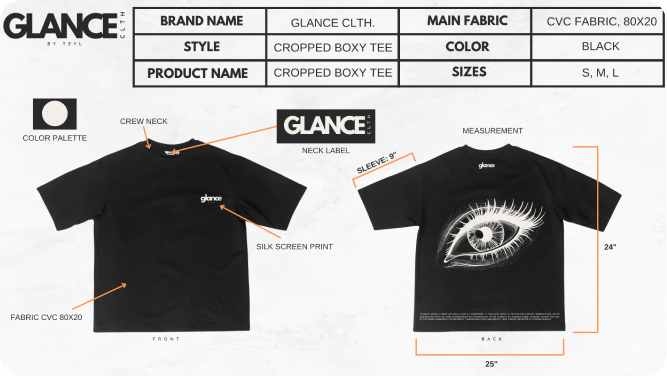 GLANCE CLTH
BY TEYL
BRAND NAME GLANCE CLTH. MAIN FABRIC CVC FABRIC, 80X20
STYLE CROPPED BOXY TEE COLOR BLACK
PRODUCT NAME CROPPED BOXY TEE SIZES S, M, L
COLOR PALETTE
CREW NECK
GLANCE CLTH
NECK LABEL
MEASUREMENT
SLEEVE: 9"
glance
glance
SILK SCREEN PRINT
24"
FABRIC CVC 80X20
FRONT
BACK
25"